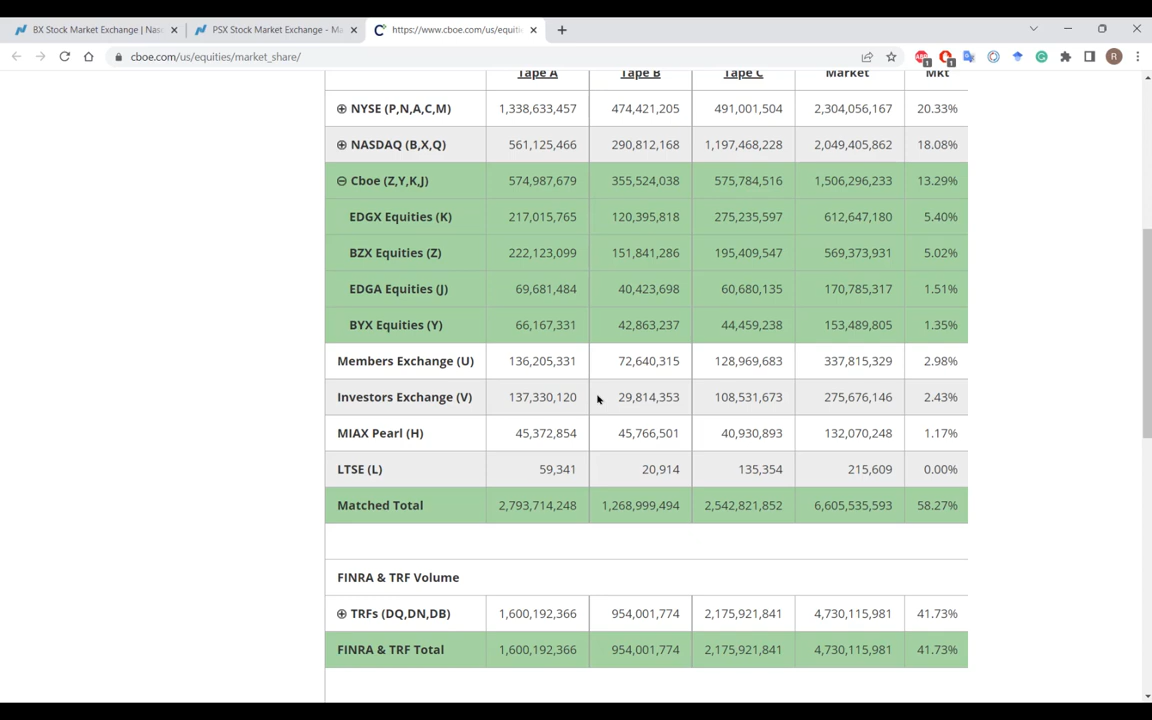 BX Stock Market Exchange | Nas
PSX Stock Market Exchange - Ma
https://www.cboe.com/us/equiti
cboe.com/us/equities/market_share/
Tape A Tape B Tape C Market Mkt
NYSE (P,N,A,C,M) 1,338,633,457 474,421,205 491,001,504 2,304,056,167 20.33%
NASDAQ (B,X,Q) 561,125,466 290,812,168 1,197,468,228 2,049,405,862 18.08%
Cboe (Z,Y,K,J) 574,987,679 355,524,038 575,784,516 1,506,296,233 13.29%
EDGX Equities (K) 217,015,765 120,395,818 275,235,597 612,647,180 5.40%
BZX Equities (Z) 222,123,099 151,841,286 195,409,547 569,373,931 5.02%
EDGA Equities (J) 69,681,484 40,423,698 60,680,135 170,785,317 1.51%
BYX Equities (Y) 66,167,331 42,863,237 44,459,238 153,489,805 1.35%
Members Exchange (U) 136,205,331 72,640,315 128,969,683 337,815,329 2.98%
Investors Exchange (V) 137,330,120 29,814,353 108,531,673 275,676,146 2.43%
MIAX Pearl (H) 45,372,854 45,766,501 40,930,893 132,070,248 1.17%
LTSE (L) 59,341 20,914 135,354 215,609 0.00%
Matched Total 2,793,714,248 1,268,999,494 2,542,821,852 6,605,535,593 58.27%
FINRA & TRF Volume
TRFs (DQ,DN,DB) 1,600,192,366 954,001,774 2,175,921,841 4,730,115,981 41.73%
FINRA & TRF Total 1,600,192,366 954,001,774 2,175,921,841 4,730,115,981 41.73%